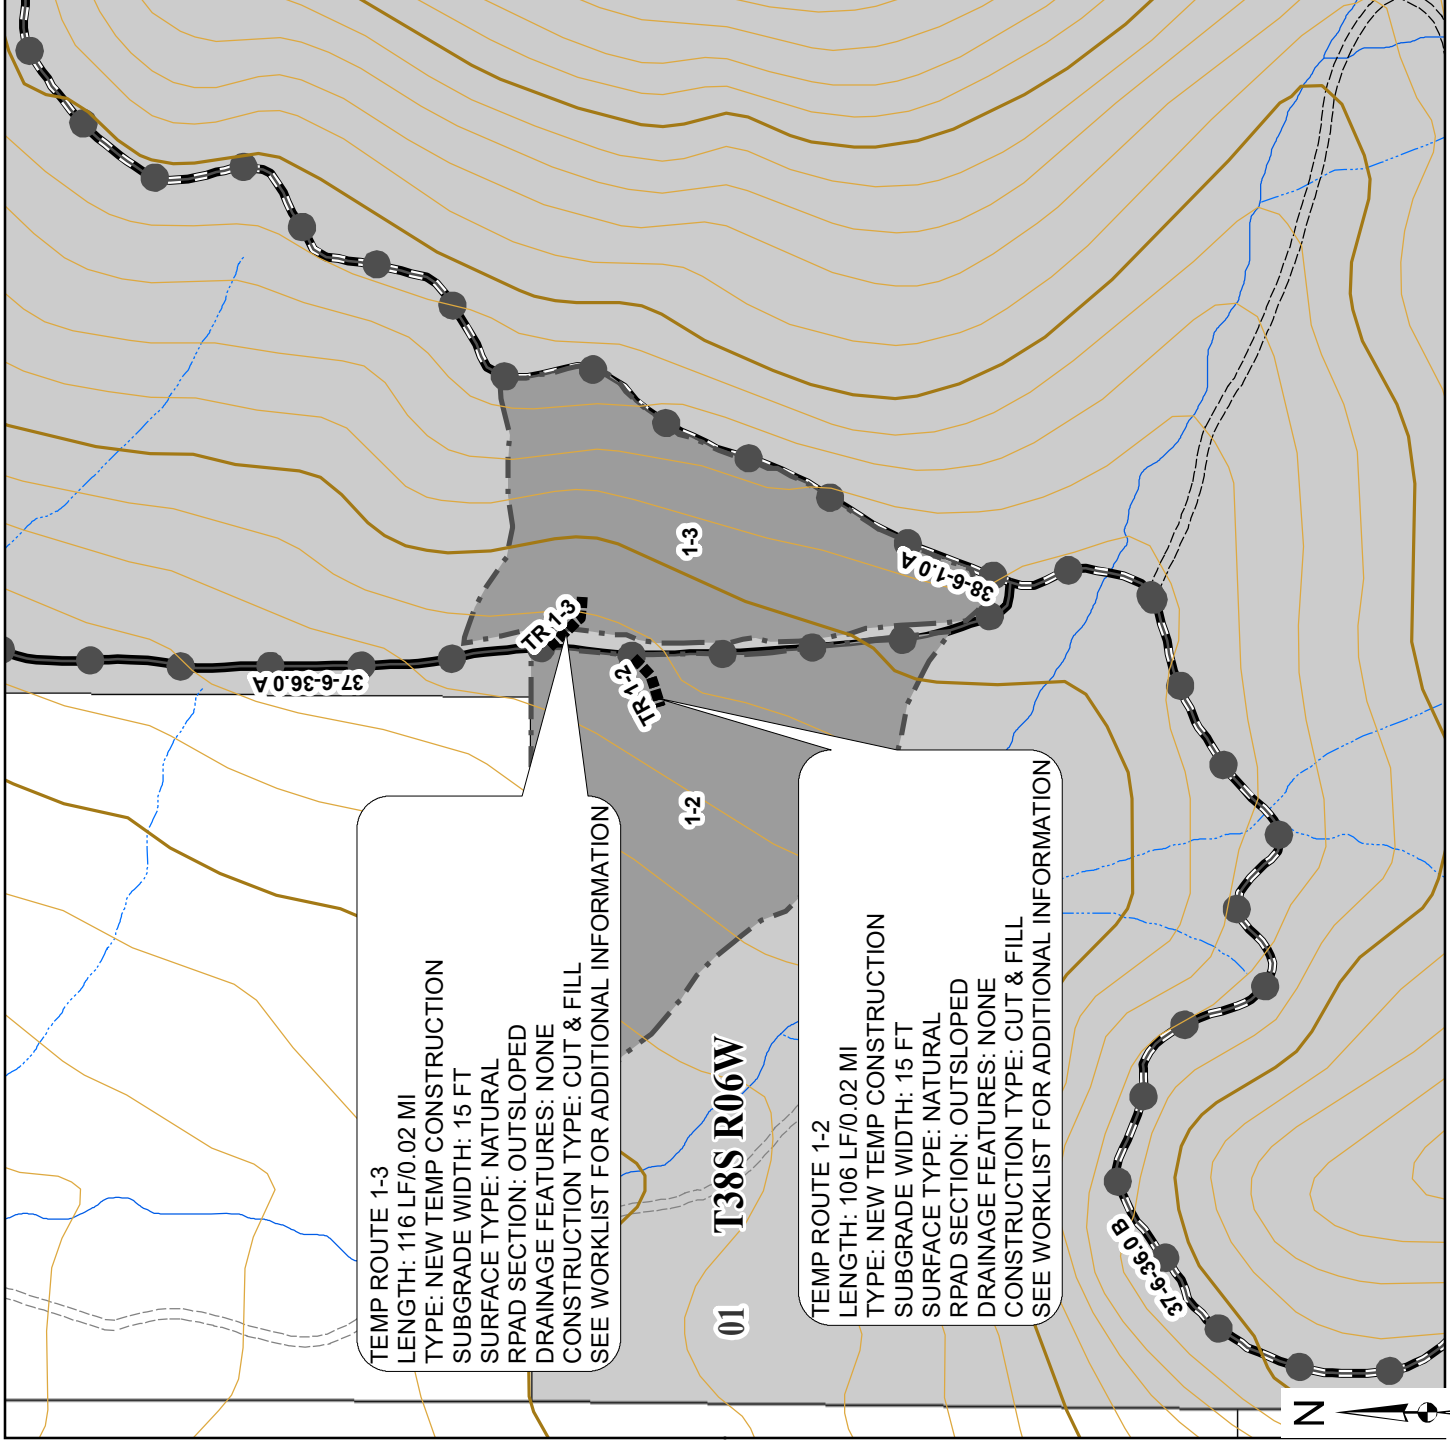 TEMP ROUTE 1-3
LENGTH: 116 LF/0.02 MI
TYPE: NEW TEMP CONSTRUCTION
SUBGRADE WIDTH: 15 FT
SURFACE TYPE: NATURAL
RPAD SECTION: OUTSLOPED
DRAINAGE FEATURES: NONE
CONSTRUCTION TYPE: CUT & FILL
SEE WORKLIST FOR ADDITIONAL INFORMATION
TEMP ROUTE 1-2
LENGTH: 106 LF/0.02 MI
TYPE: NEW TEMP CONSTRUCTION
SUBGRADE WIDTH: 15 FT
SURFACE TYPE: NATURAL
RPAD SECTION: OUTSLOPED
DRAINAGE FEATURES: NONE
CONSTRUCTION TYPE: CUT & FILL
SEE WORKLIST FOR ADDITIONAL INFORMATION
37-6-36.0 A
TR 1-3
TR 1-2
1-3
1-2
38-6-1.0 A
01
T38S R06W
37-6-36.0 B
N